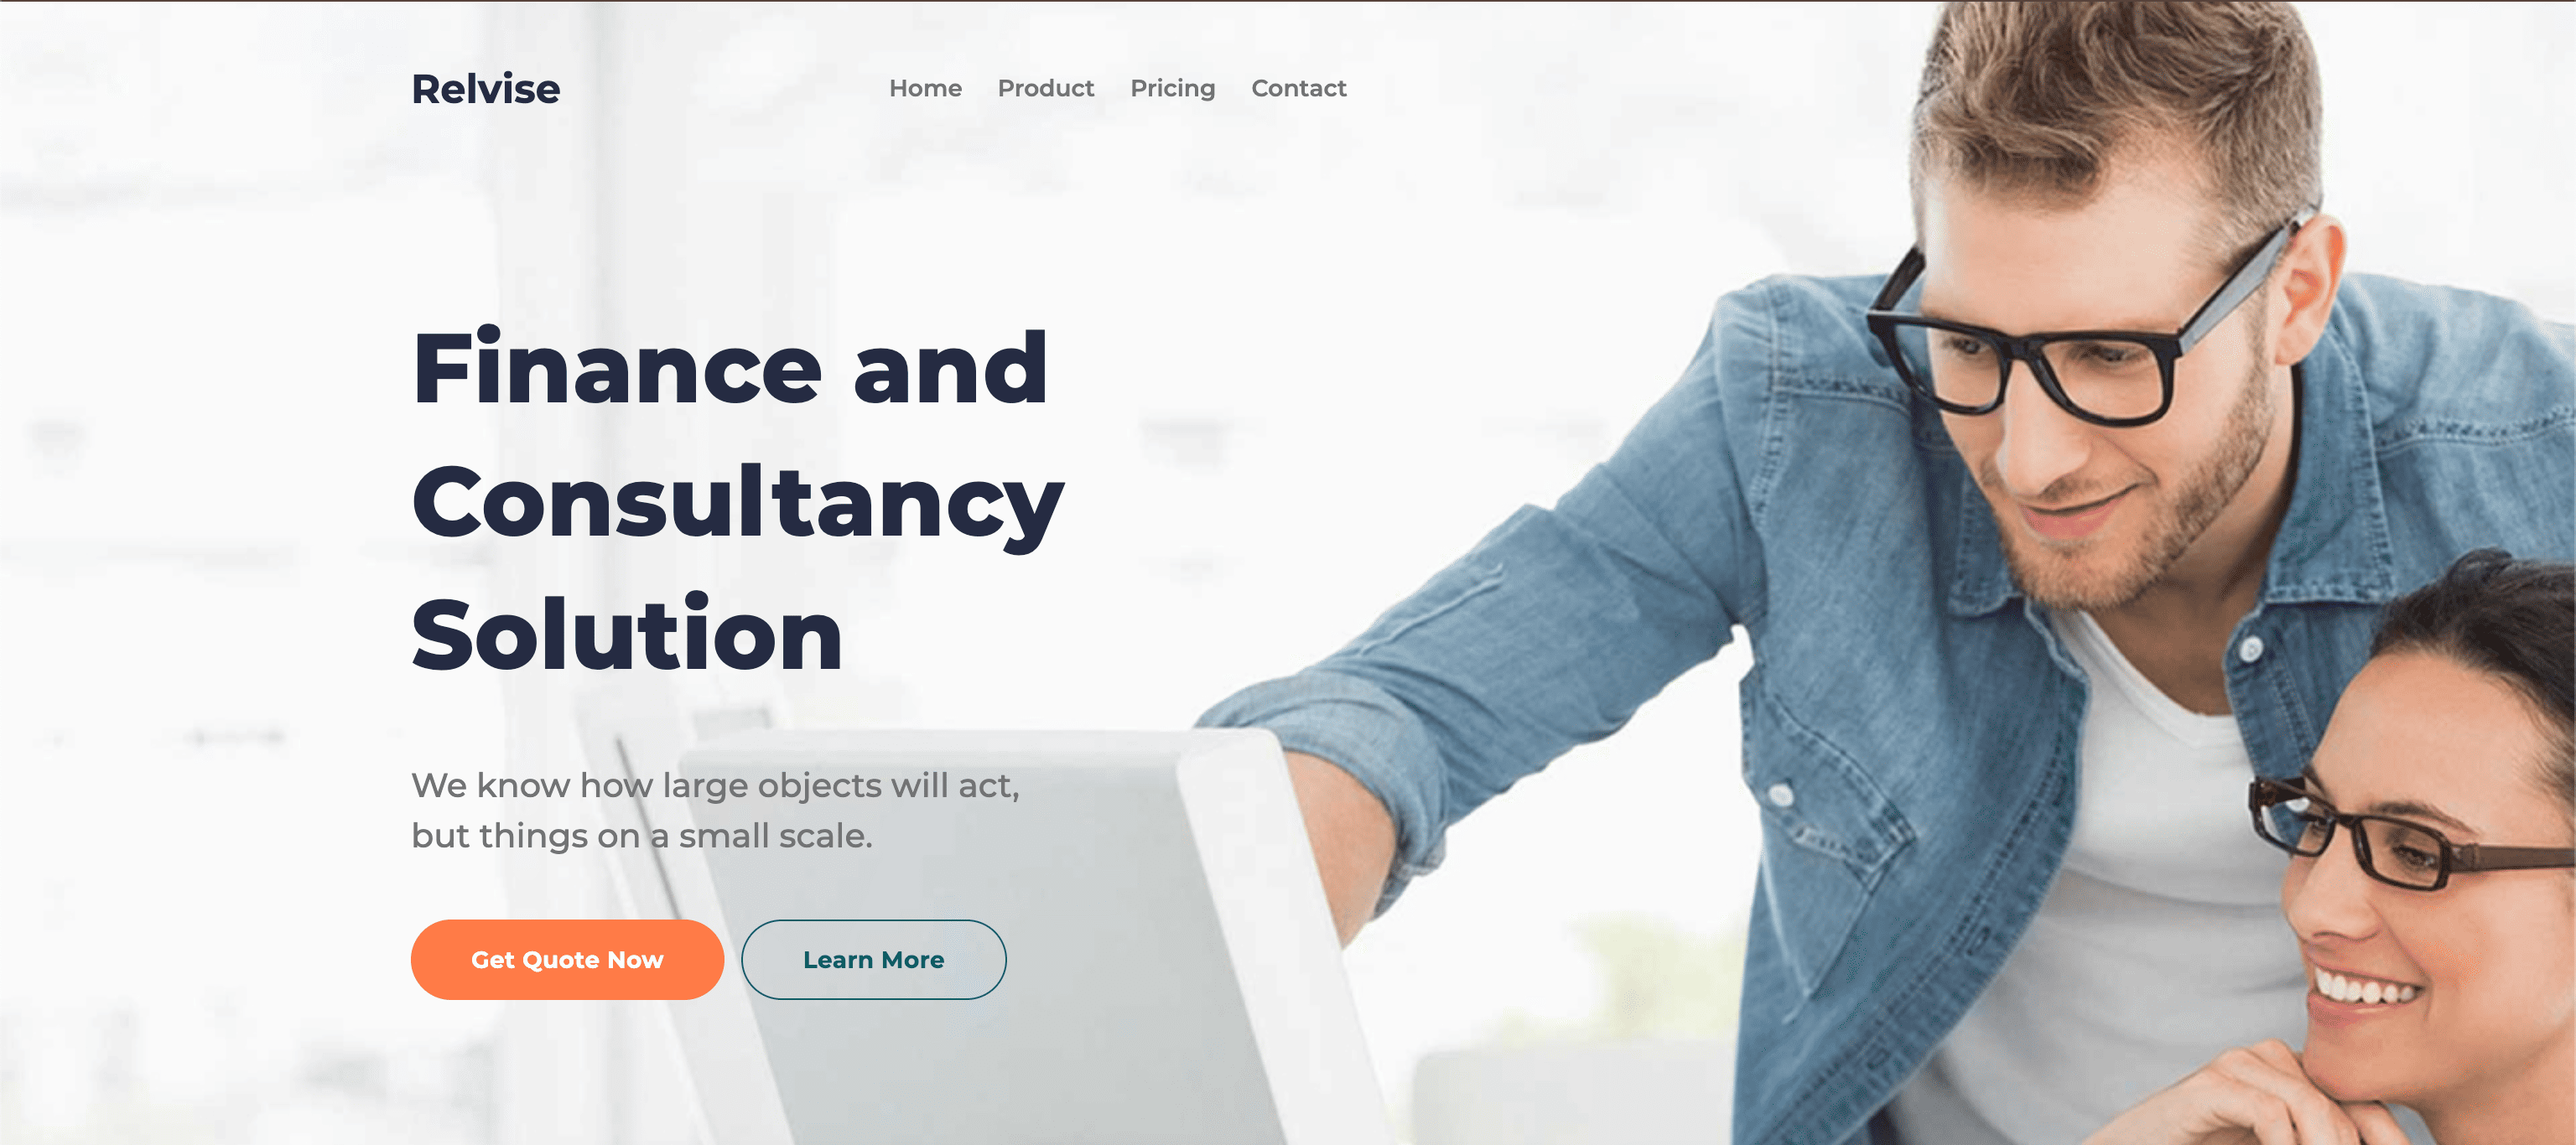 Relvise
Home Product Pricing Contact
Finance and
Consultancy
Solution
We know how large objects will act,
but things on a small scale.
Get Quote Now Learn More